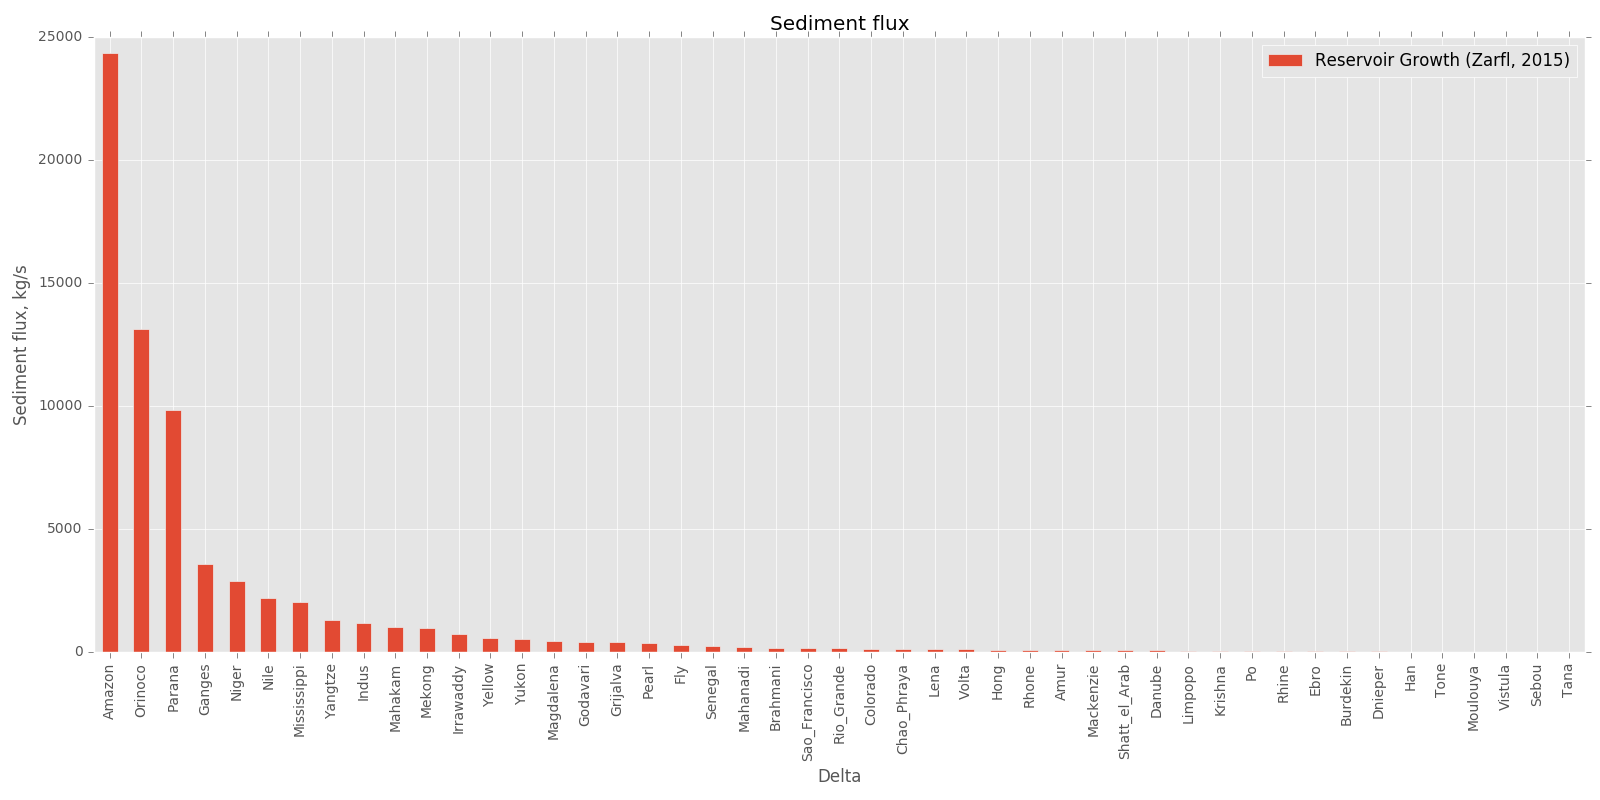 Sediment flux
Reservoir Growth (Zarfl, 2015)
Sediment flux, kg/s
25000
20000
15000
10000
5000
0
Amazon
Orinoco
Parana
Ganges
Niger
Nile
Mississippi
Yangtze
Indus
Mahakam
Mekong
Irrawaddy
Yellow
Yukon
Magdalena
Godavari
Grijalva
Pearl
Fly
Senegal
Mahanadi
Brahmani
Sao_Francisco
Rio_Grande
Colorado
Chao_Phraya
Lena
Volta
Hong
Rhone
Amur
Mackenzie
Shatt_el_Arab
Danube
Limpopo
Krishna
Po
Rhine
Ebro
Burdekin
Dnieper
Han
Tone
Moulouya
Vistula
Sebou
Tana
Delta